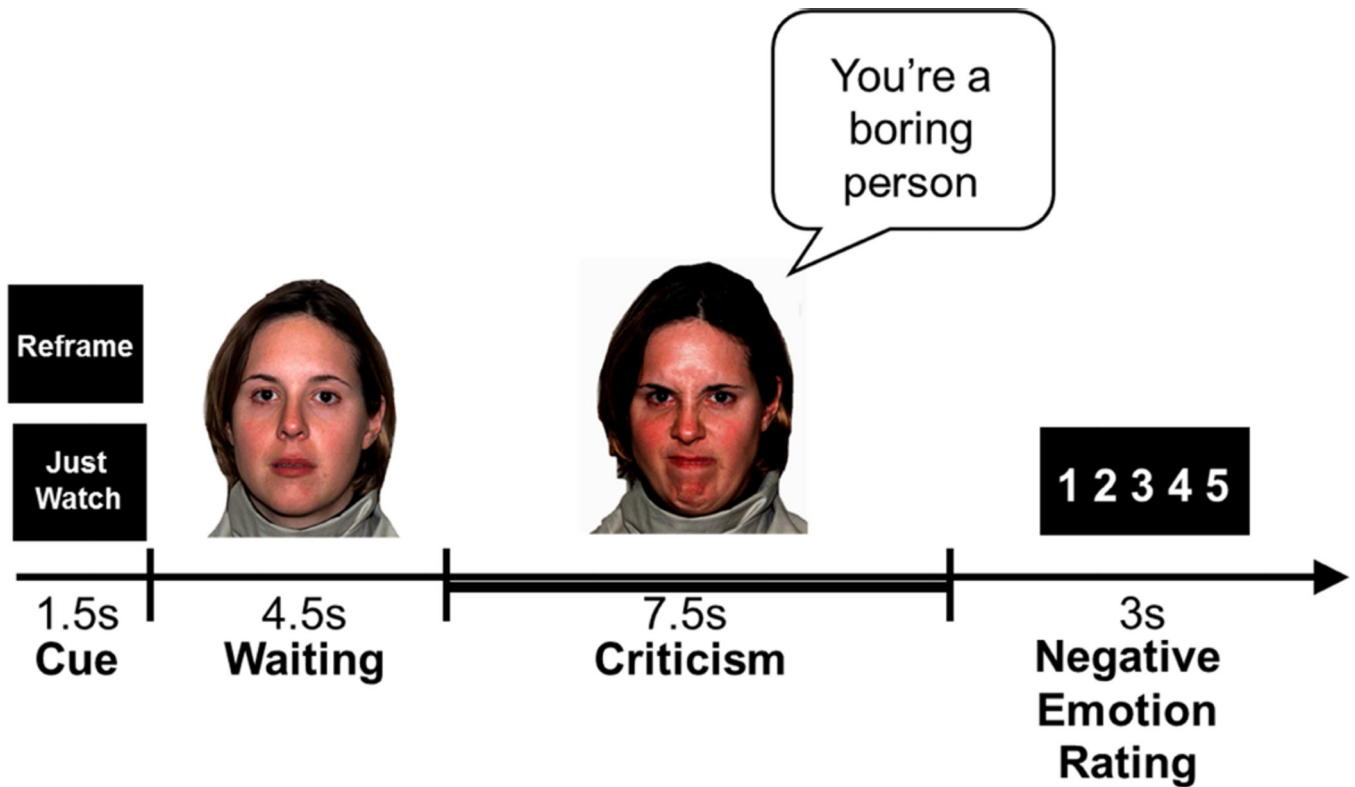 You're a
boring
person
Reframe
Just
Watch
1 2 3 4 5
1.5s
Cue
4.5s
Waiting
7.5s
Criticism
3s
Negative
Emotion
Rating